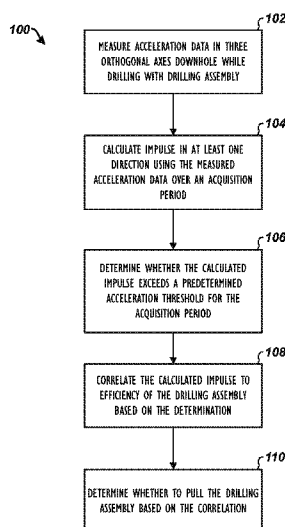 100
102
MEASURE ACCELERATION DATA IN THREE
ORTHOGONAL AXES DOWNHOLE WHILE
DRILLING WITH DRILLING ASSEMBLY
104
CALCULATE IMPULSE IN AT LEAST ONE
DIRECTION USING THE MEASURED
ACCELERATION DATA OVER AN ACQUISITION
PERIOD
106
DETERMINE WHETHER THE CALCULATED
IMPULSE EXCEEDS A PREDETERMINED
ACCELERATION THRESHOLD FOR THE
ACQUISITION PERIOD
108
CORRELATE THE CALCULATED IMPULSE TO
EFFICIENCY OF THE DRILLING ASSEMBLY
BASED ON THE DETERMINATION
110
DETERMINE WHETHER TO PULL THE DRILLING
ASSEMBLY BASED ON THE CORRELATION